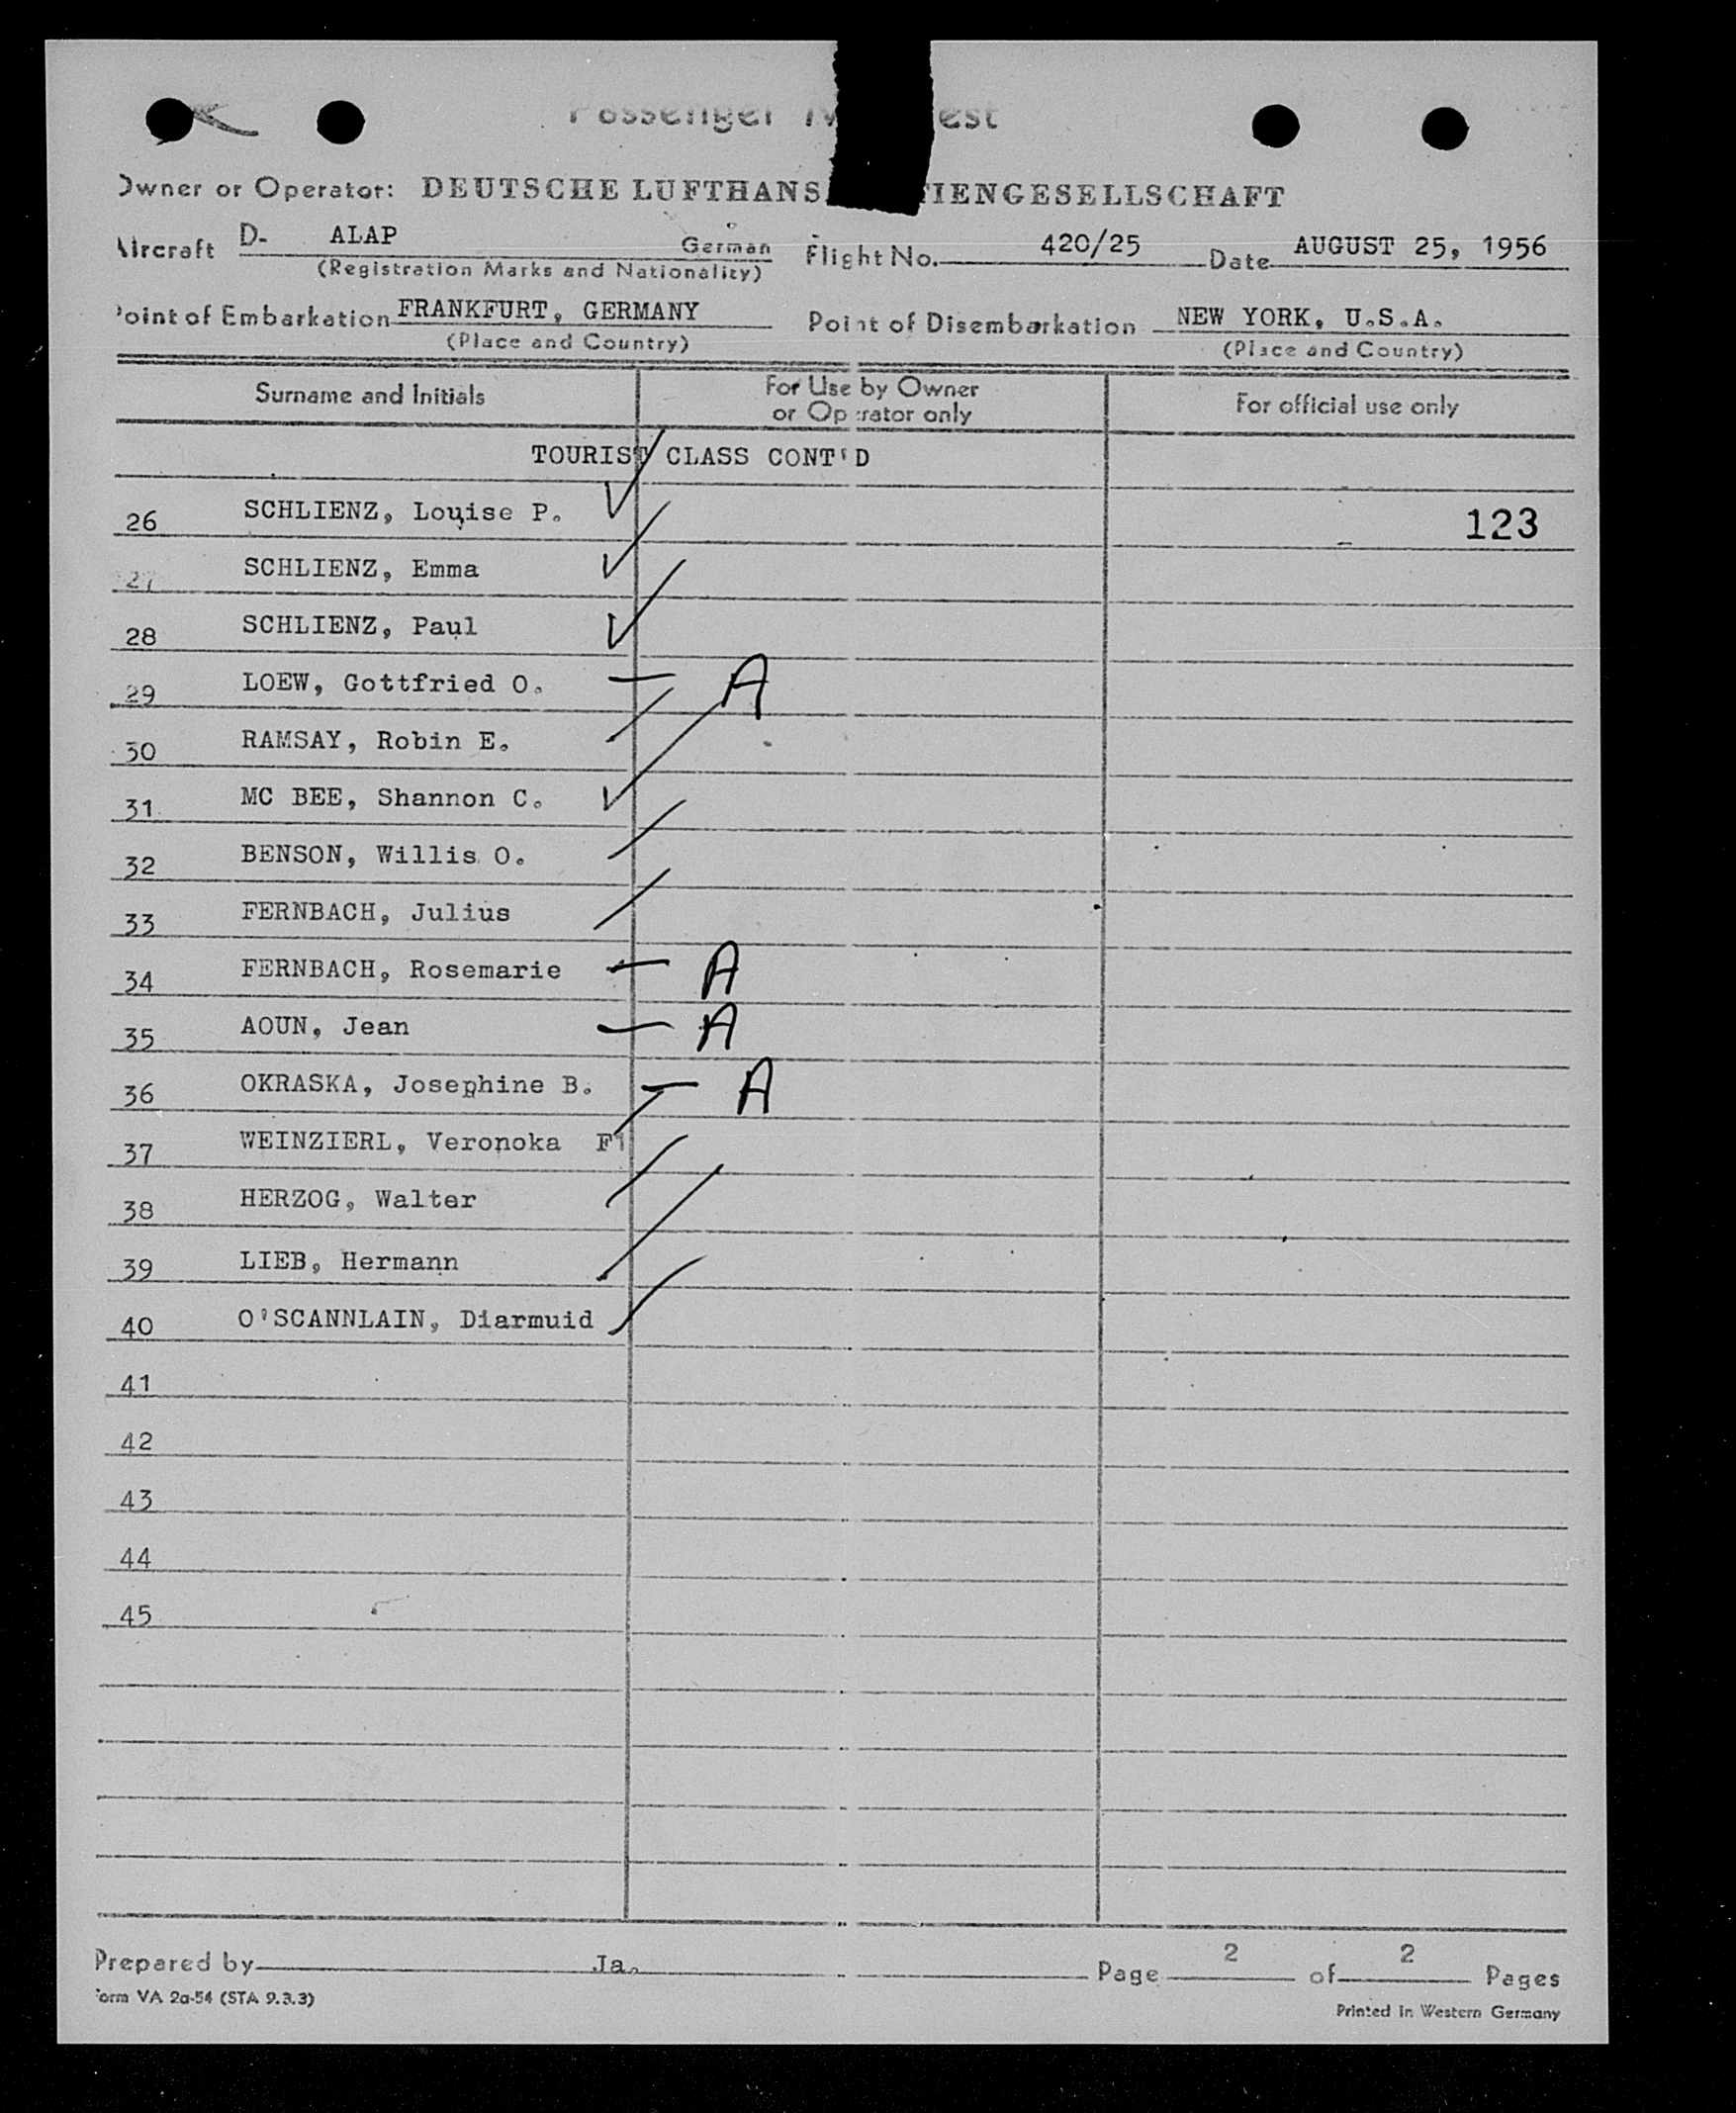 Passenger M est
Owner or Operator: DEUTSCHE LUFTHANS TIENGESELLSCHAFT
Aircraft D- ALAP German Flight No. 420/25 Date AUGUST 25, 1956
(Registration Marks and Nationality)
Point of Embarkation FRANKFURT, GERMANY Point of Disembarkation NEW YORK, U.S.A.
(Place and Country) (Place and Country)
Surname and Initials For Use by Owner or Operator only For official use only
TOURIST CLASS CONT'D
26 SCHLIENZ, Louise P. 123
27 SCHLIENZ, Emma
28 SCHLIENZ, Paul
29 LOEW, Gottfried O. A
30 RAMSAY, Robin E.
31 MC BEE, Shannon C.
32 BENSON, Willis O.
33 FERNBACH, Julius
34 FERNBACH, Rosemarie A
35 AOUN, Jean A
36 OKRASKA, Josephine B. A
37 WEINZIERL, Veronoka F
38 HERZOG, Walter
39 LIEB, Hermann
40 O'SCANNLAIN, Diarmuid
41
42
43
44
45
Prepared by Ja. Page 2 of 2 Pages
Form VA 2a-54 (STA 9.3.3)
Printed in Western Germany